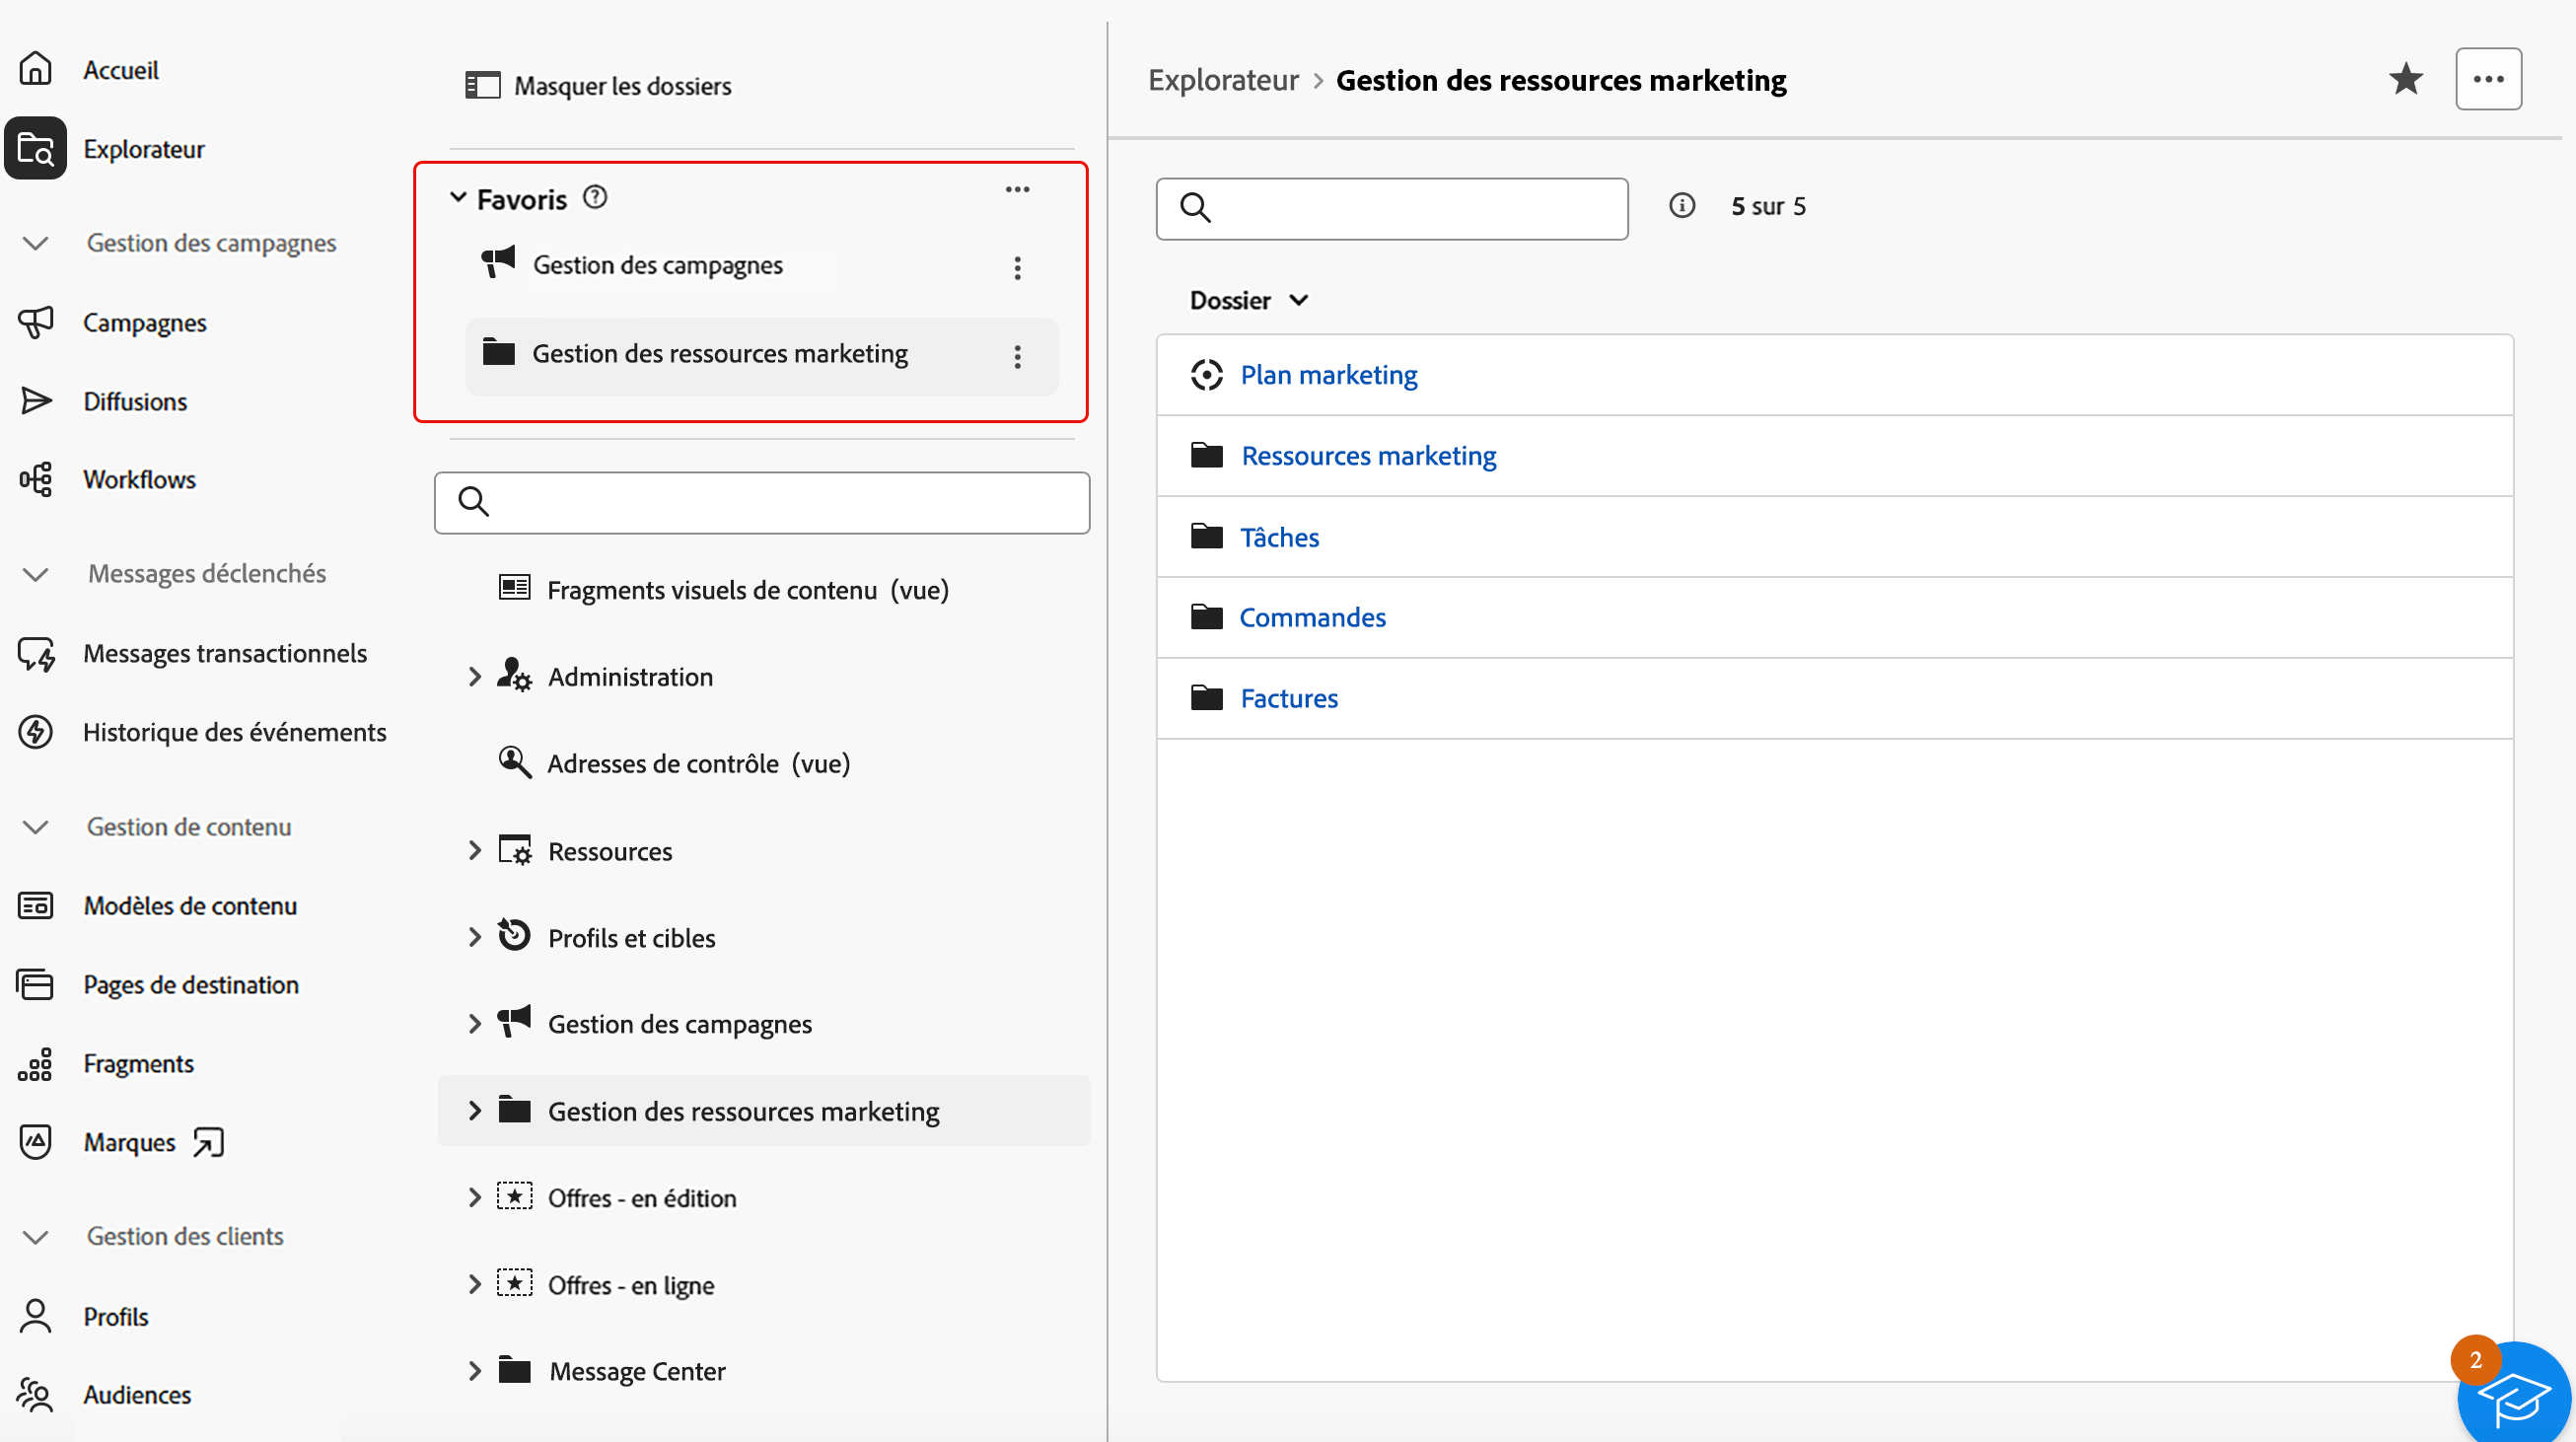 Accueil
Explorateur
Gestion des campagnes
Campagnes
Diffusions
Workflows
Messages déclenchés
Messages transactionnels
Historique des événements
Gestion de contenu
Modèles de contenu
Pages de destination
Fragments
Marques
Gestion des clients
Profils
Audiences
Masquer les dossiers
Favoris
Gestion des campagnes
Gestion des ressources marketing
Fragments visuels de contenu (vue)
Administration
Adresses de contrôle (vue)
Ressources
Profils et cibles
Gestion des campagnes
Gestion des ressources marketing
Offres - en édition
Offres - en ligne
Message Center
Explorateur > Gestion des ressources marketing
5 sur 5
Dossier
Plan marketing
Ressources marketing
Tâches
Commandes
Factures
2